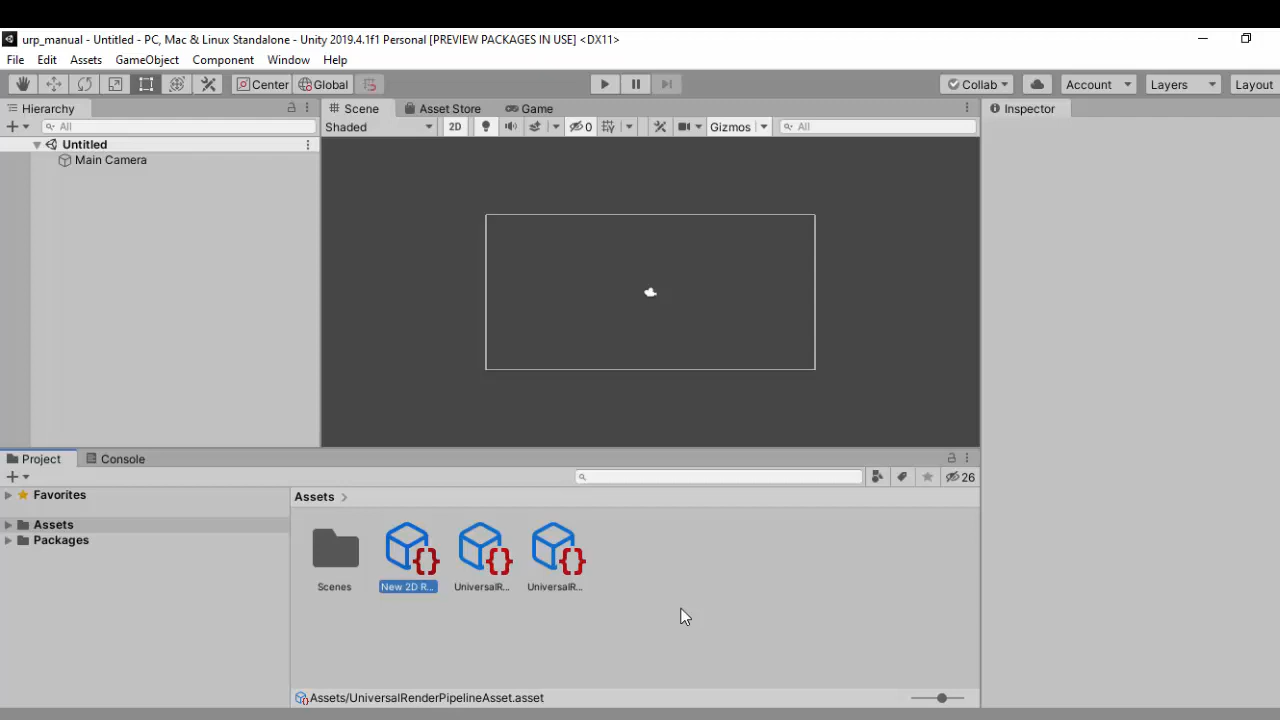 urp_manual - Untitled - PC, Mac & Linux Standalone - Unity 2019.4.1f1 Personal [PREVIEW PACKAGES IN USE] <DX11>
File Edit Assets GameObject Component Window Help
Center Global Collab Account Layers Layout
Hierarchy
All
Untitled
Main Camera
Scene Asset Store Game
Shaded 2D 0 Gizmos All
Inspector
Project Console
26
Favorites
Assets
Packages
Assets
Scenes New 2D R... UniversalR... UniversalR...
Assets/UniversalRenderPipelineAsset.asset